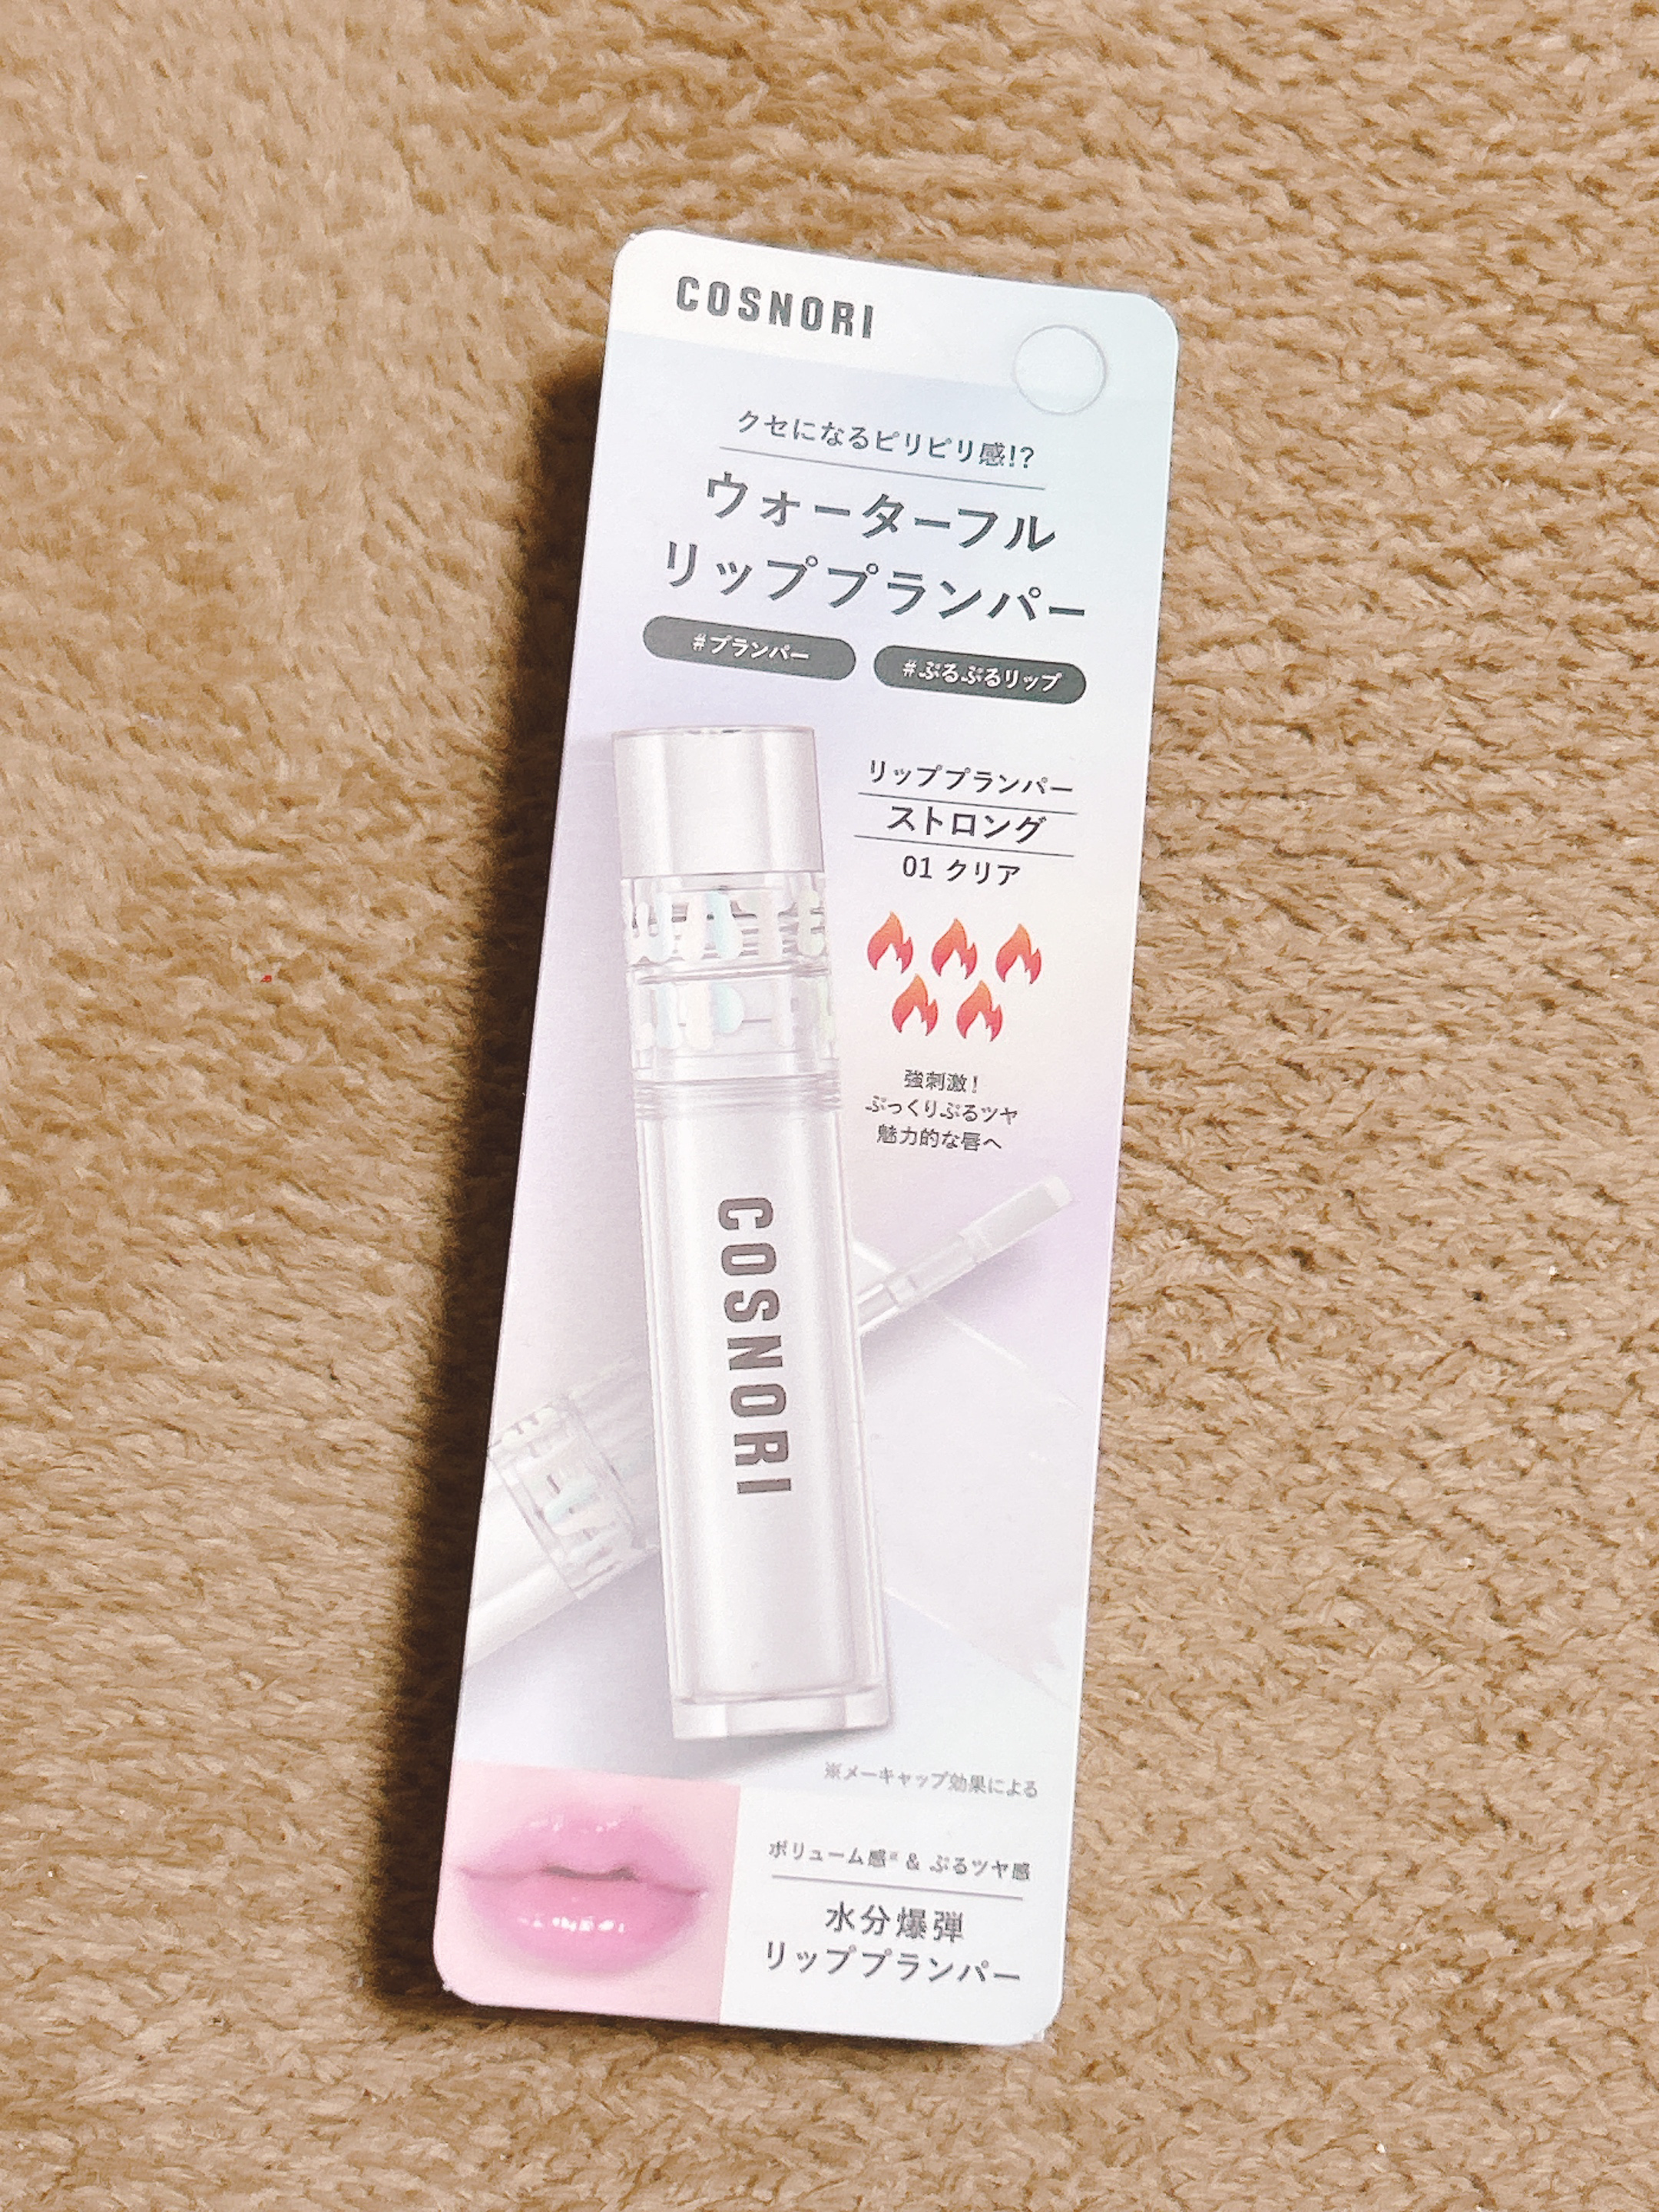 COSNORI
クセになるピリピリ感!?
ウォーターフル
リッププランパー
#プランパー
#ぷるぷるリップ
リッププランパー
ストロング
01 クリア
強刺激!
ぷっくりぷるツヤ
魅力的な唇へ
WATE
COSNORI
※メーキャップ効果による
ボリューム感※ & ぷるツヤ感
水分爆弾
リッププランパー